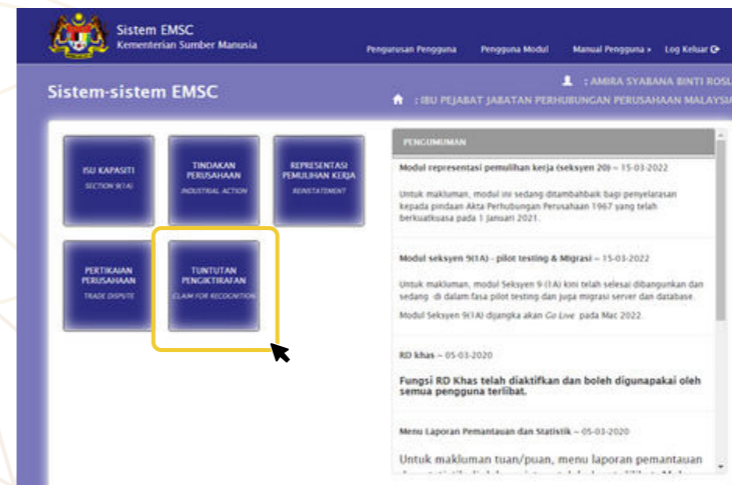 Sistem EMSC
Kementerian Sumber Manusia
Pengurusan Pengguna Pengguna Modul Manual Pengguna » Log Keluar
Sistem-sistem EMSC
: AMIRA SYABANA BINTI ROSL
: IBU PEJABAT JABATAN PERHUBUNGAN PERUSAHAAN MALAYSIA
ISU KAPASITI
SECTION 9(1A)
TINDAKAN
PERUSAHAAN
INDUSTRIAL ACTION
REPRESENTASI
PEMULIHAN KERJA
REINSTATEMENT
PERTIKAIAN
PERUSAHAAN
TRADE DISPUTE
TUNTUTAN
PENGIKTIRAFAN
CLAIM FOR RECOGNITION
PENGUMUMAN
Modul representasi pemulihan kerja (seksyen 20) – 15-03-2022
Untuk makluman, modul ini sedang ditambahbaik bagi penyelarasan
kepada pindaan Akta Perhubungan Perusahaan 1967 yang telah
berkuatkuasa pada 1 Januari 2021.
Modul seksyen 9(1A) - pilot testing & Migrasi – 15-03-2022
Untuk makluman, modul Seksyen 9 (1A) kini telah selesai dibangunkan dan
sedang di dalam fasa pilot testing dan juga migrasi server dan database.
Modul Seksyen 9(1A) dijangka akan Go Live pada Mac 2022.
RD khas – 05-03-2020
Fungsi RD Khas telah diaktifkan dan boleh digunapakai oleh
semua pengguna terlibat.
Menu Laporan Pemantauan dan Statistik – 05-03-2020
Untuk makluman tuan/puan, menu laporan pemantauan